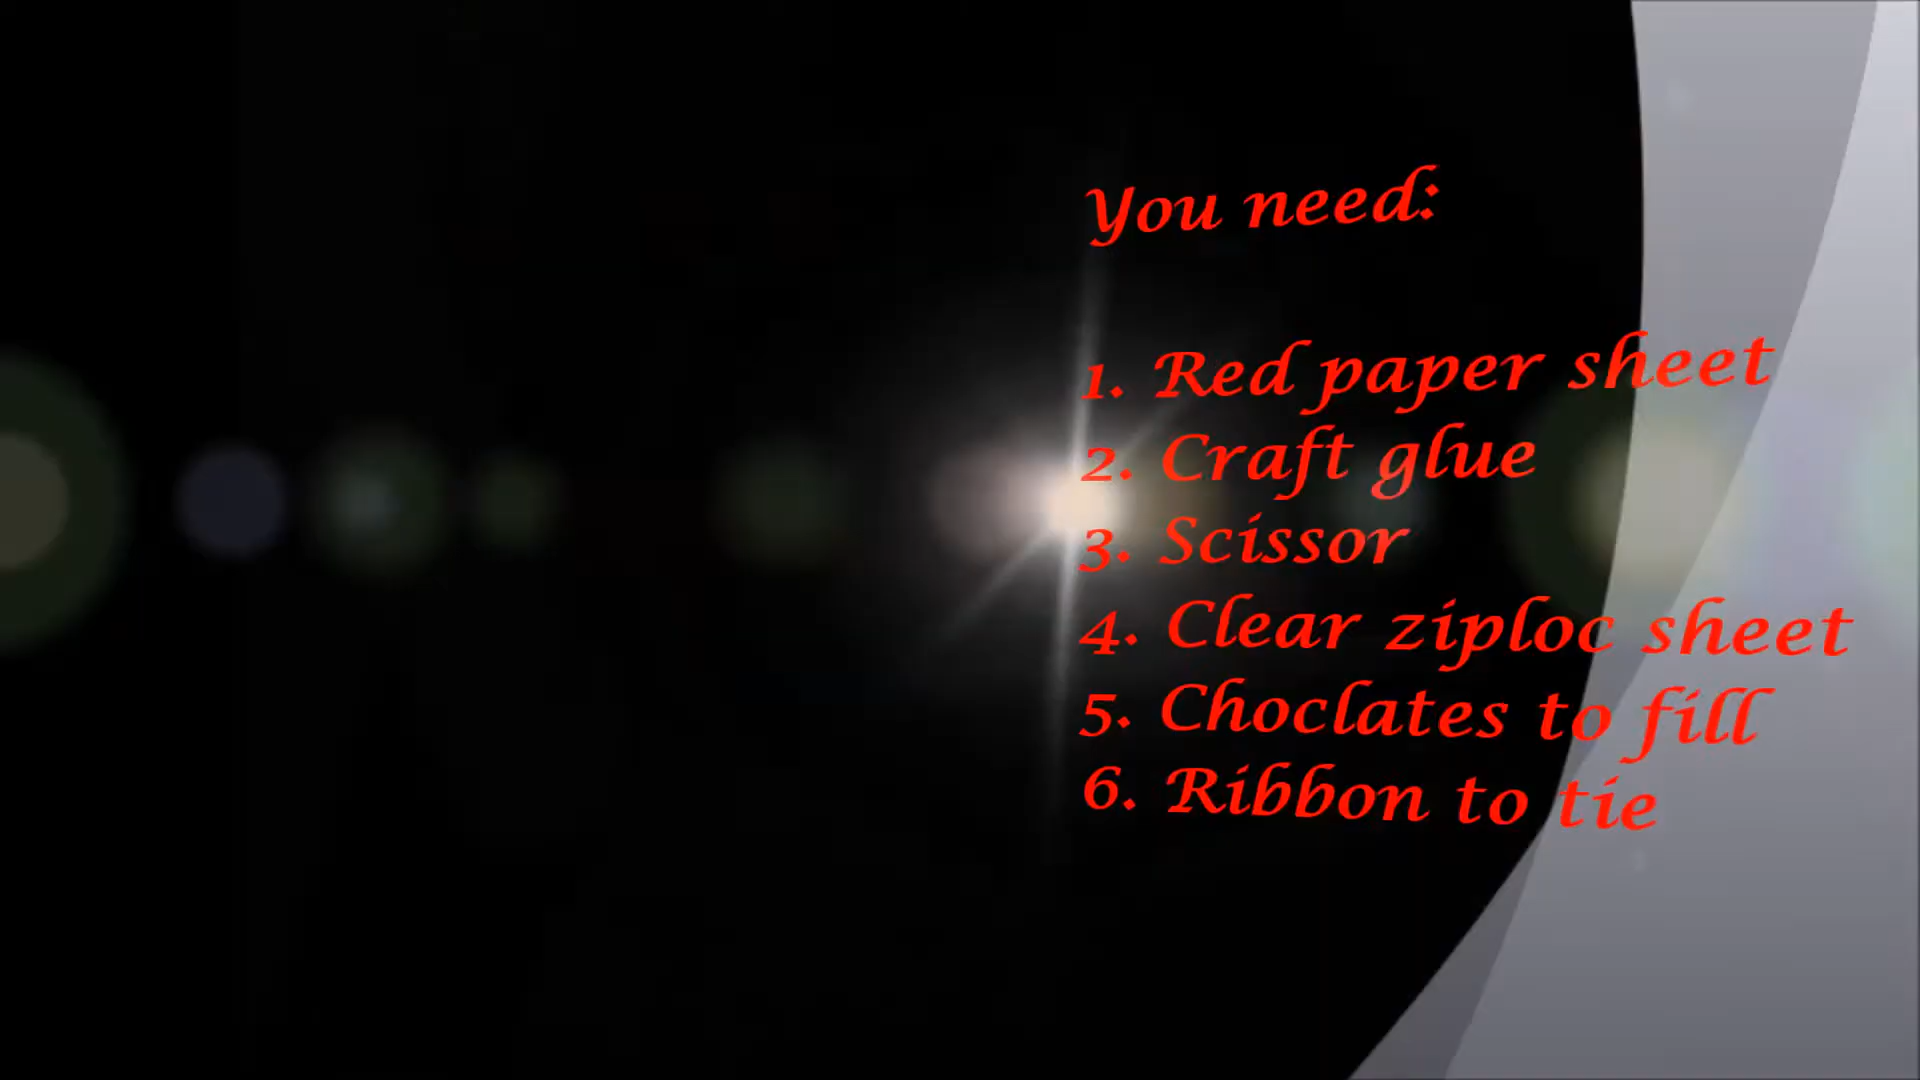 You need:
1. Red paper sheet
2. Craft glue
3. Scissor
4. Clear ziploc sheet
5. Choclates to fill
6. Ribbon to tie